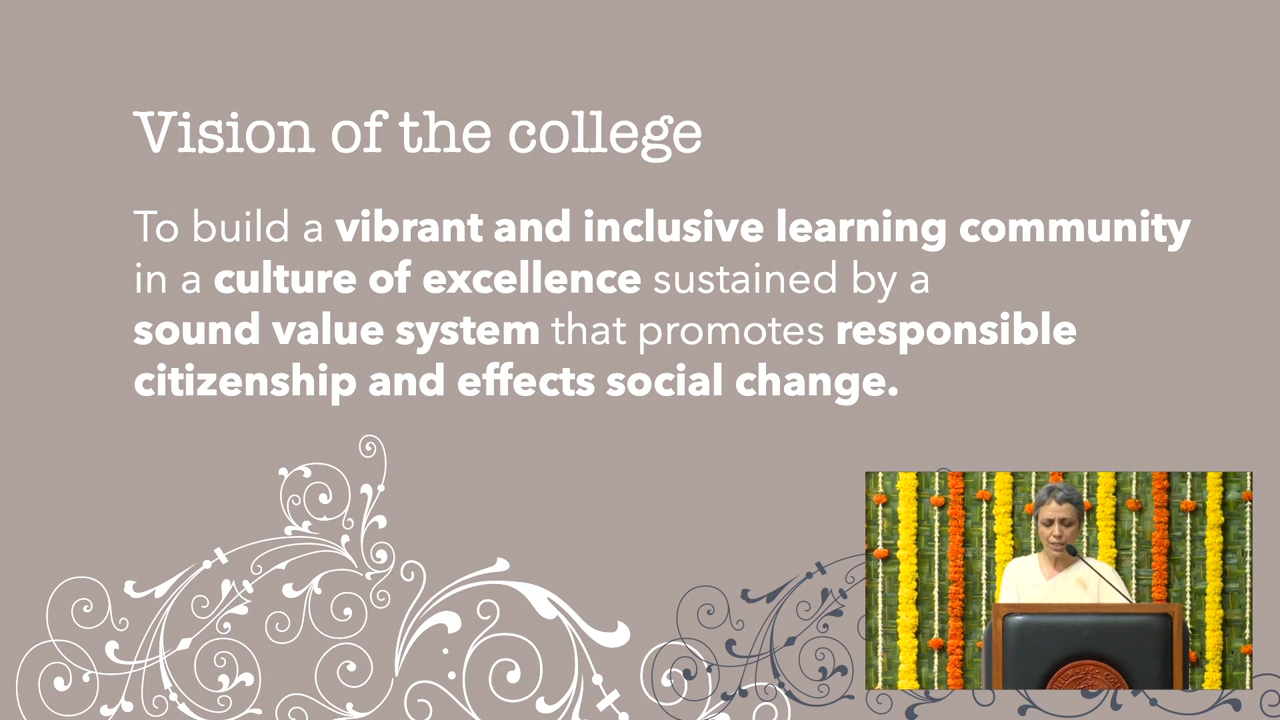 Vision of the college
To build a vibrant and inclusive learning community
in a culture of excellence sustained by a
sound value system that promotes responsible
citizenship and effects social change.